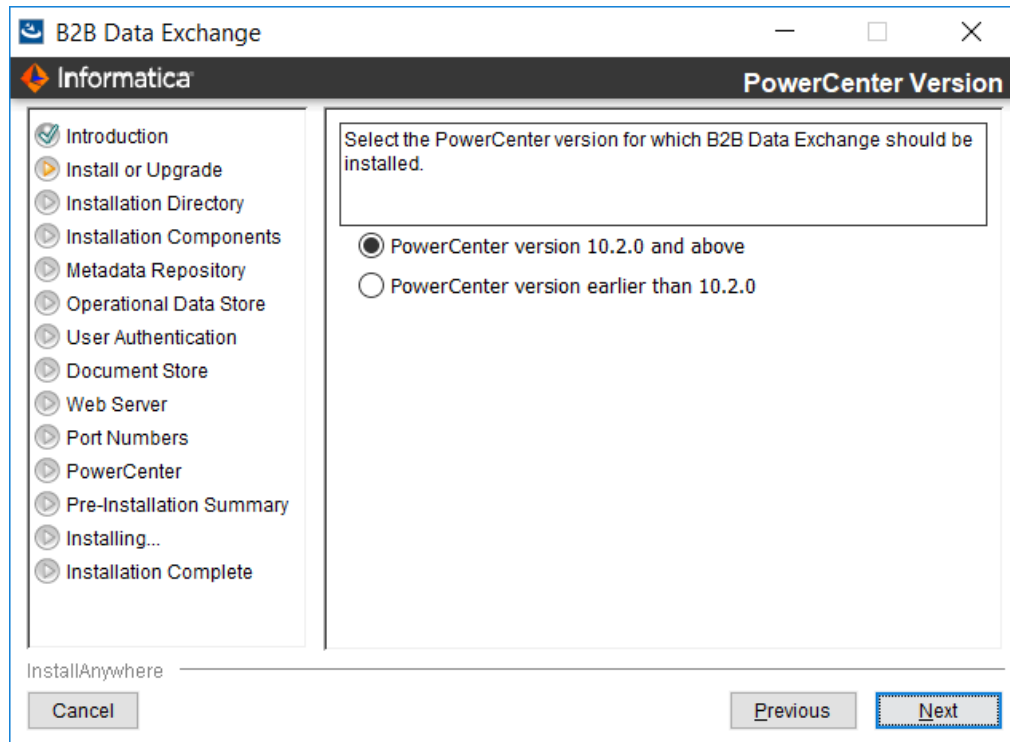 B2B Data Exchange
Informatica
PowerCenter Version
Introduction
Install or Upgrade
Installation Directory
Installation Components
Metadata Repository
Operational Data Store
User Authentication
Document Store
Web Server
Port Numbers
PowerCenter
Pre-Installation Summary
Installing...
Installation Complete
Select the PowerCenter version for which B2B Data Exchange should be
installed.
PowerCenter version 10.2.0 and above
PowerCenter version earlier than 10.2.0
InstallAnywhere
Cancel
Previous
Next